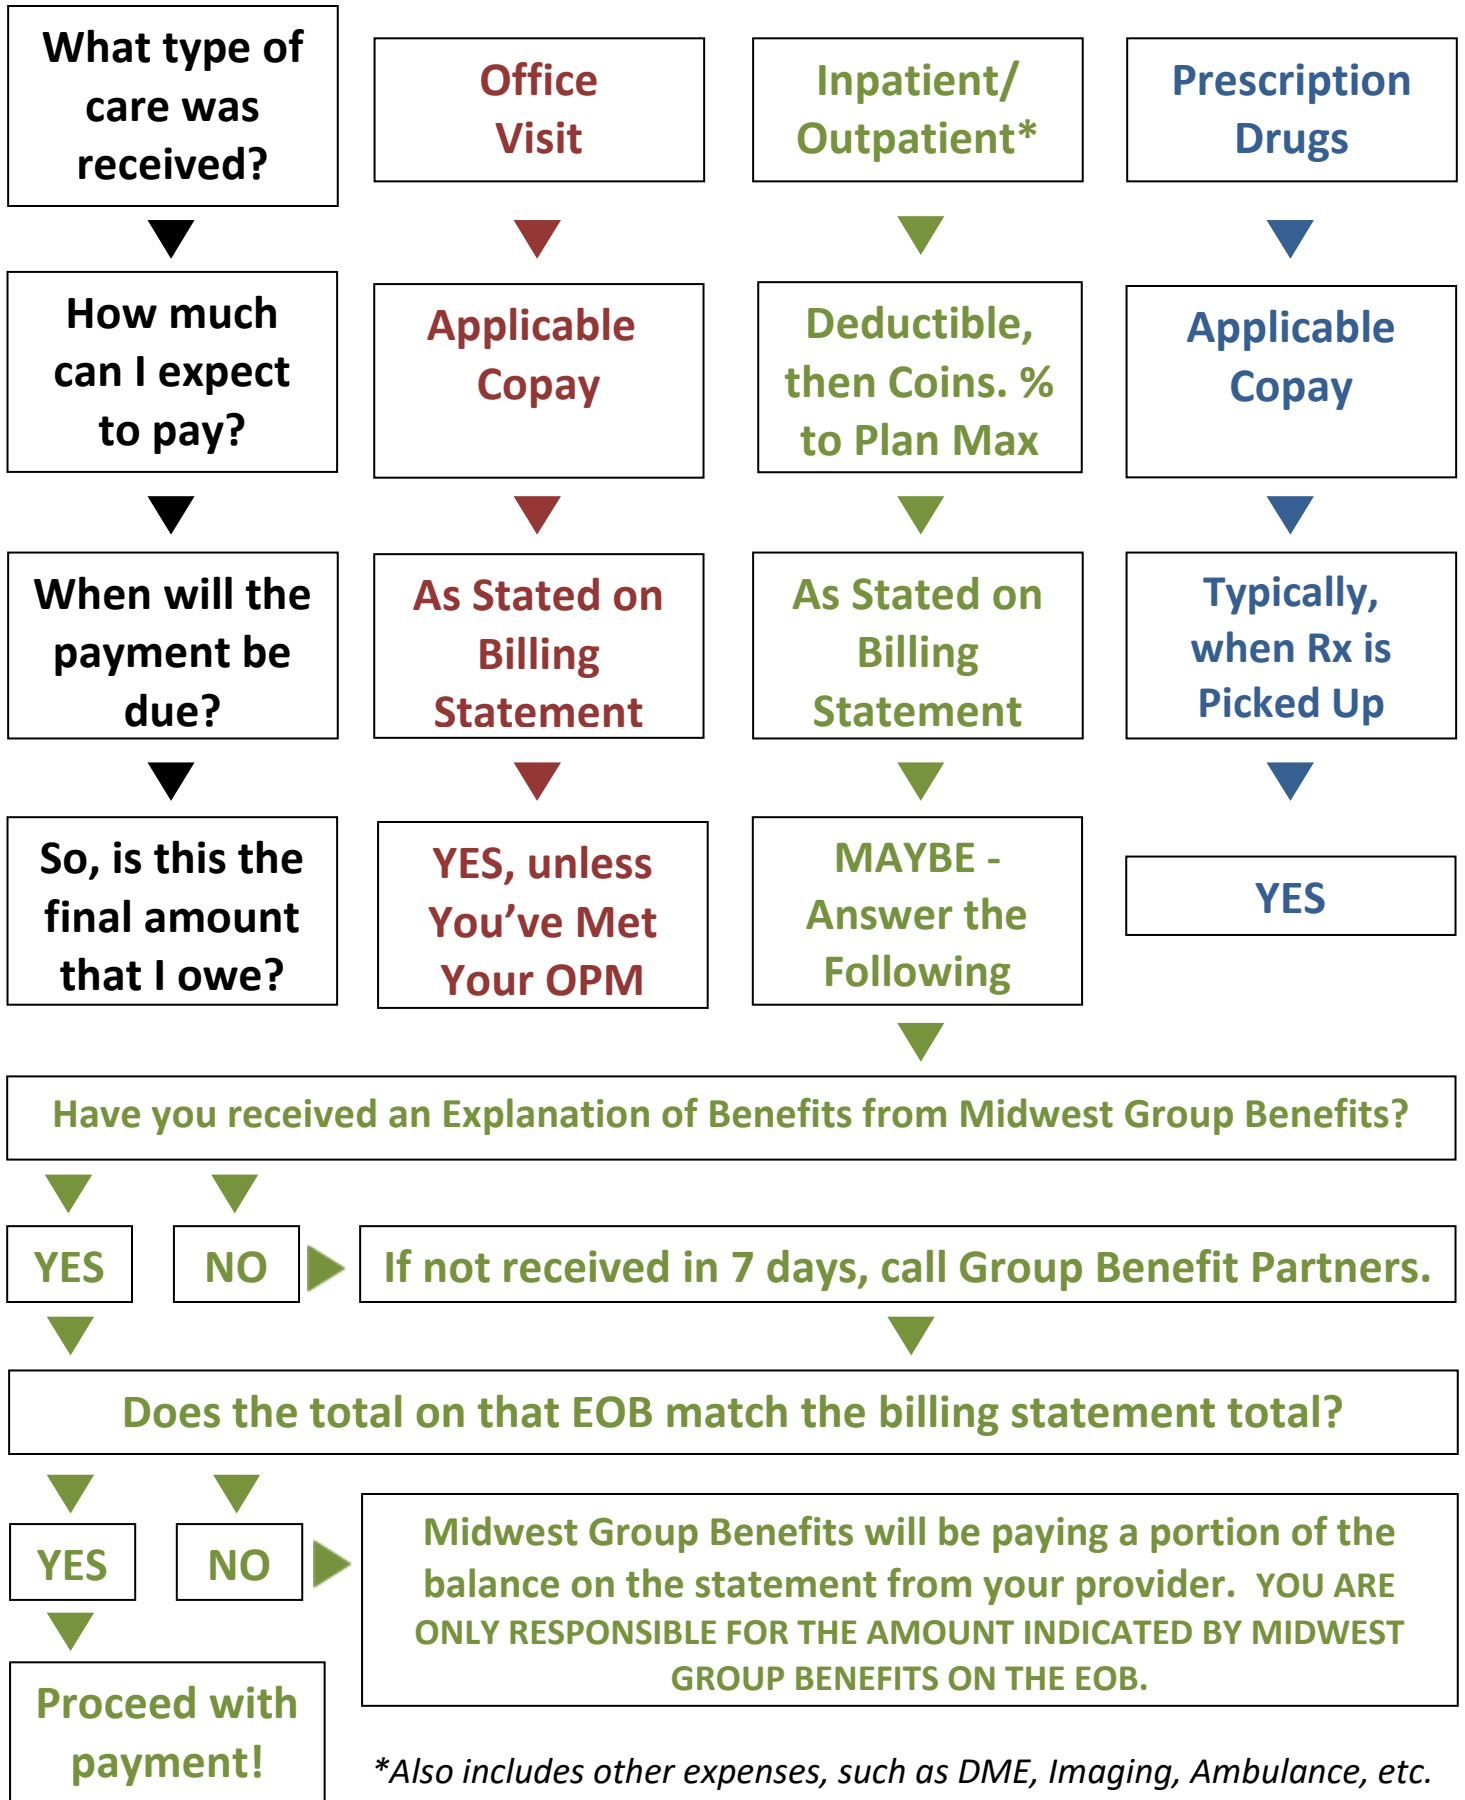 What type of
care was
received?
Office
Visit
Inpatient/
Outpatient*
Prescription
Drugs
How much
can I expect
to pay?
Applicable
Copay
Deductible,
then Coins. %
to Plan Max
Applicable
Copay
When will the
payment be
due?
As Stated on
Billing
Statement
As Stated on
Billing
Statement
Typically,
when Rx is
Picked Up
So, is this the
final amount
that I owe?
YES, unless
You’ve Met
Your OPM
MAYBE -
Answer the
Following
YES
Have you received an Explanation of Benefits from Midwest Group Benefits?
YES
NO
If not received in 7 days, call Group Benefit Partners.
Does the total on that EOB match the billing statement total?
YES
NO
Midwest Group Benefits will be paying a portion of the
balance on the statement from your provider. YOU ARE
ONLY RESPONSIBLE FOR THE AMOUNT INDICATED BY MIDWEST
GROUP BENEFITS ON THE EOB.
Proceed with
payment!
*Also includes other expenses, such as DME, Imaging, Ambulance, etc.